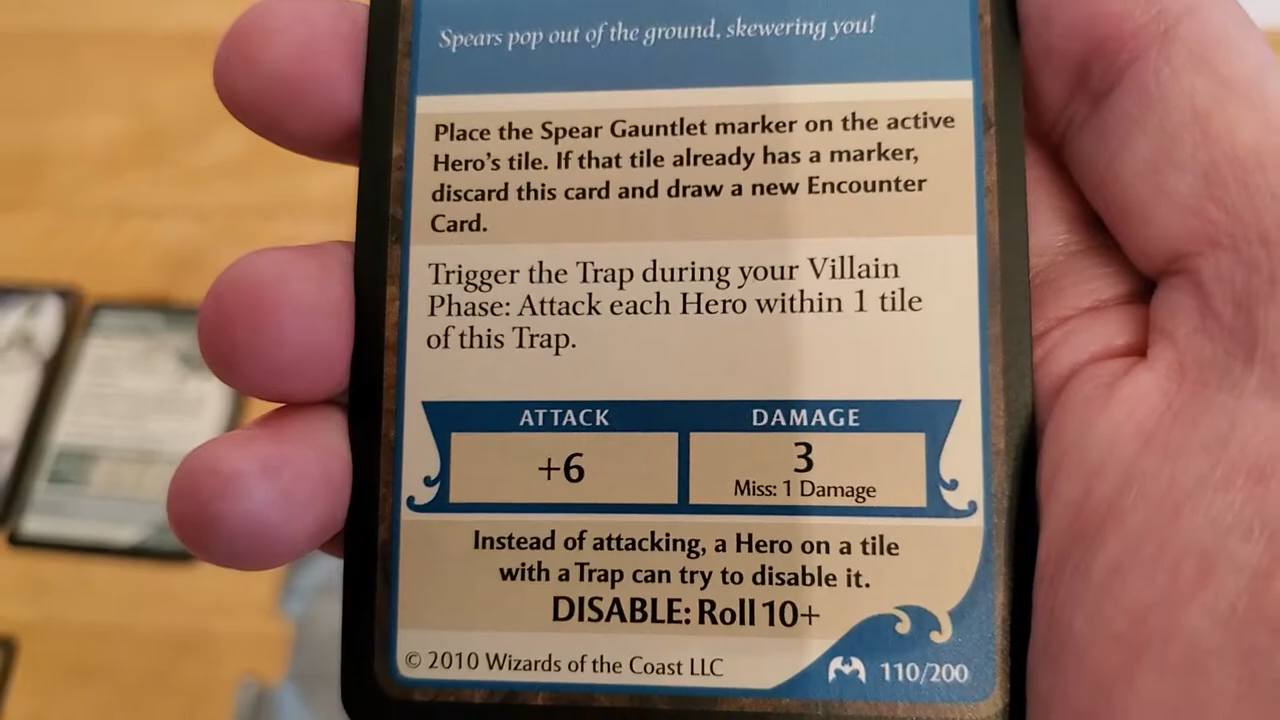 Spears pop out of the ground, skewering you!
Place the Spear Gauntlet marker on the active
Hero's tile. If that tile already has a marker,
discard this card and draw a new Encounter
Card.
Trigger the Trap during your Villain
Phase: Attack each Hero within 1 tile
of this Trap.
ATTACK
DAMAGE
+6
3
Miss: 1 Damage
Instead of attacking, a Hero on a tile
with a Trap can try to disable it.
DISABLE: Roll 10+
© 2010 Wizards of the Coast LLC
110/200